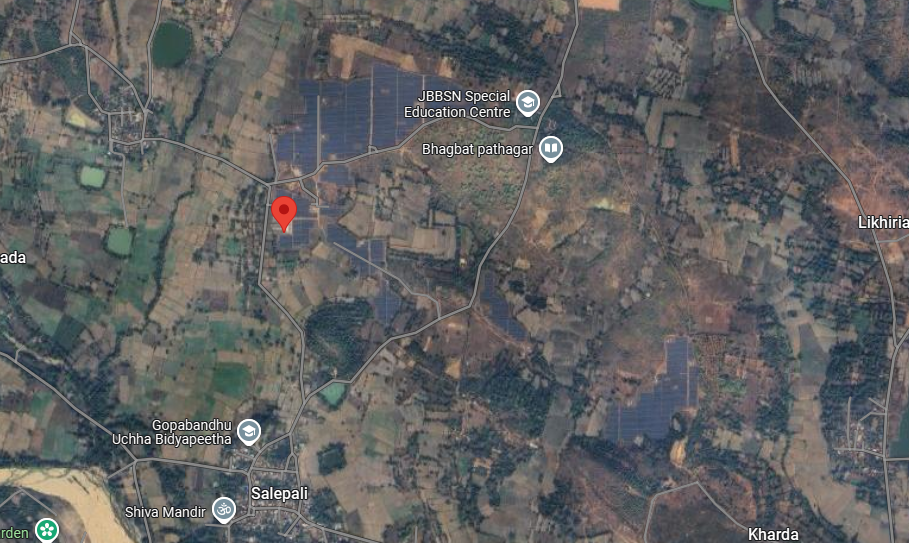 JBBSN Special
Education Centre
Bhagbat pathagar
Likhiria
ada
Gopabandhu
Uchha Bidyapeetha
Salepali
Shiva Mandir
rden
Kharda